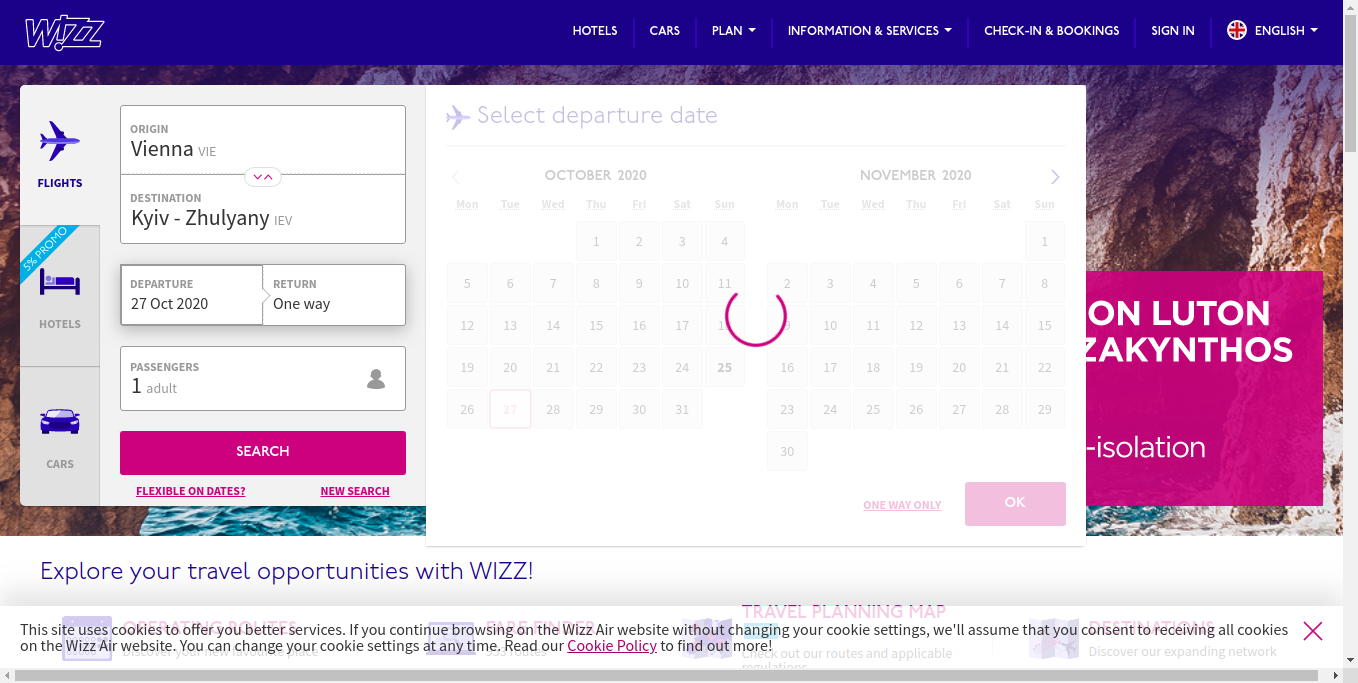 WIZZ
HOTELS CARS PLAN INFORMATION & SERVICES CHECK-IN & BOOKINGS SIGN IN ENGLISH
FLIGHTS
5% PROMO
HOTELS
CARS
ORIGIN
Vienna VIE
DESTINATION
Kyiv - Zhulyany IEV
DEPARTURE RETURN
27 Oct 2020 One way
PASSENGERS
1 adult
SEARCH
FLEXIBLE ON DATES? NEW SEARCH
Select departure date
OCTOBER 2020
Mon Tue Wed Thu Fri Sat Sun
1 2 3 4
5 6 7 8 9 10 11
12 13 14 15 16 17
19 20 21 22 23 24 25
26 27 28 29 30 31
NOVEMBER 2020
Mon Tue Wed Thu Fri Sat Sun
1
2 3 4 5 6 7 8
9 10 11 12 13 14 15
16 17 18 19 20 21 22
23 24 25 26 27 28 29
30
ONE WAY ONLY OK
ON LUTON
ZAKYNTHOS
-isolation
Explore your travel opportunities with WIZZ!
OPERATING ROUTES
Discover your new favourite place
FARE FINDER
TRAVEL PLANNING MAP
Check out our routes and applicable
regulations
DESTINATIONS
Discover our expanding network
This site uses cookies to offer you better services. If you continue browsing on the Wizz Air website without changing your cookie settings, we'll assume that you consent to receiving all cookies
on the Wizz Air website. You can change your cookie settings at any time. Read our Cookie Policy to find out more!